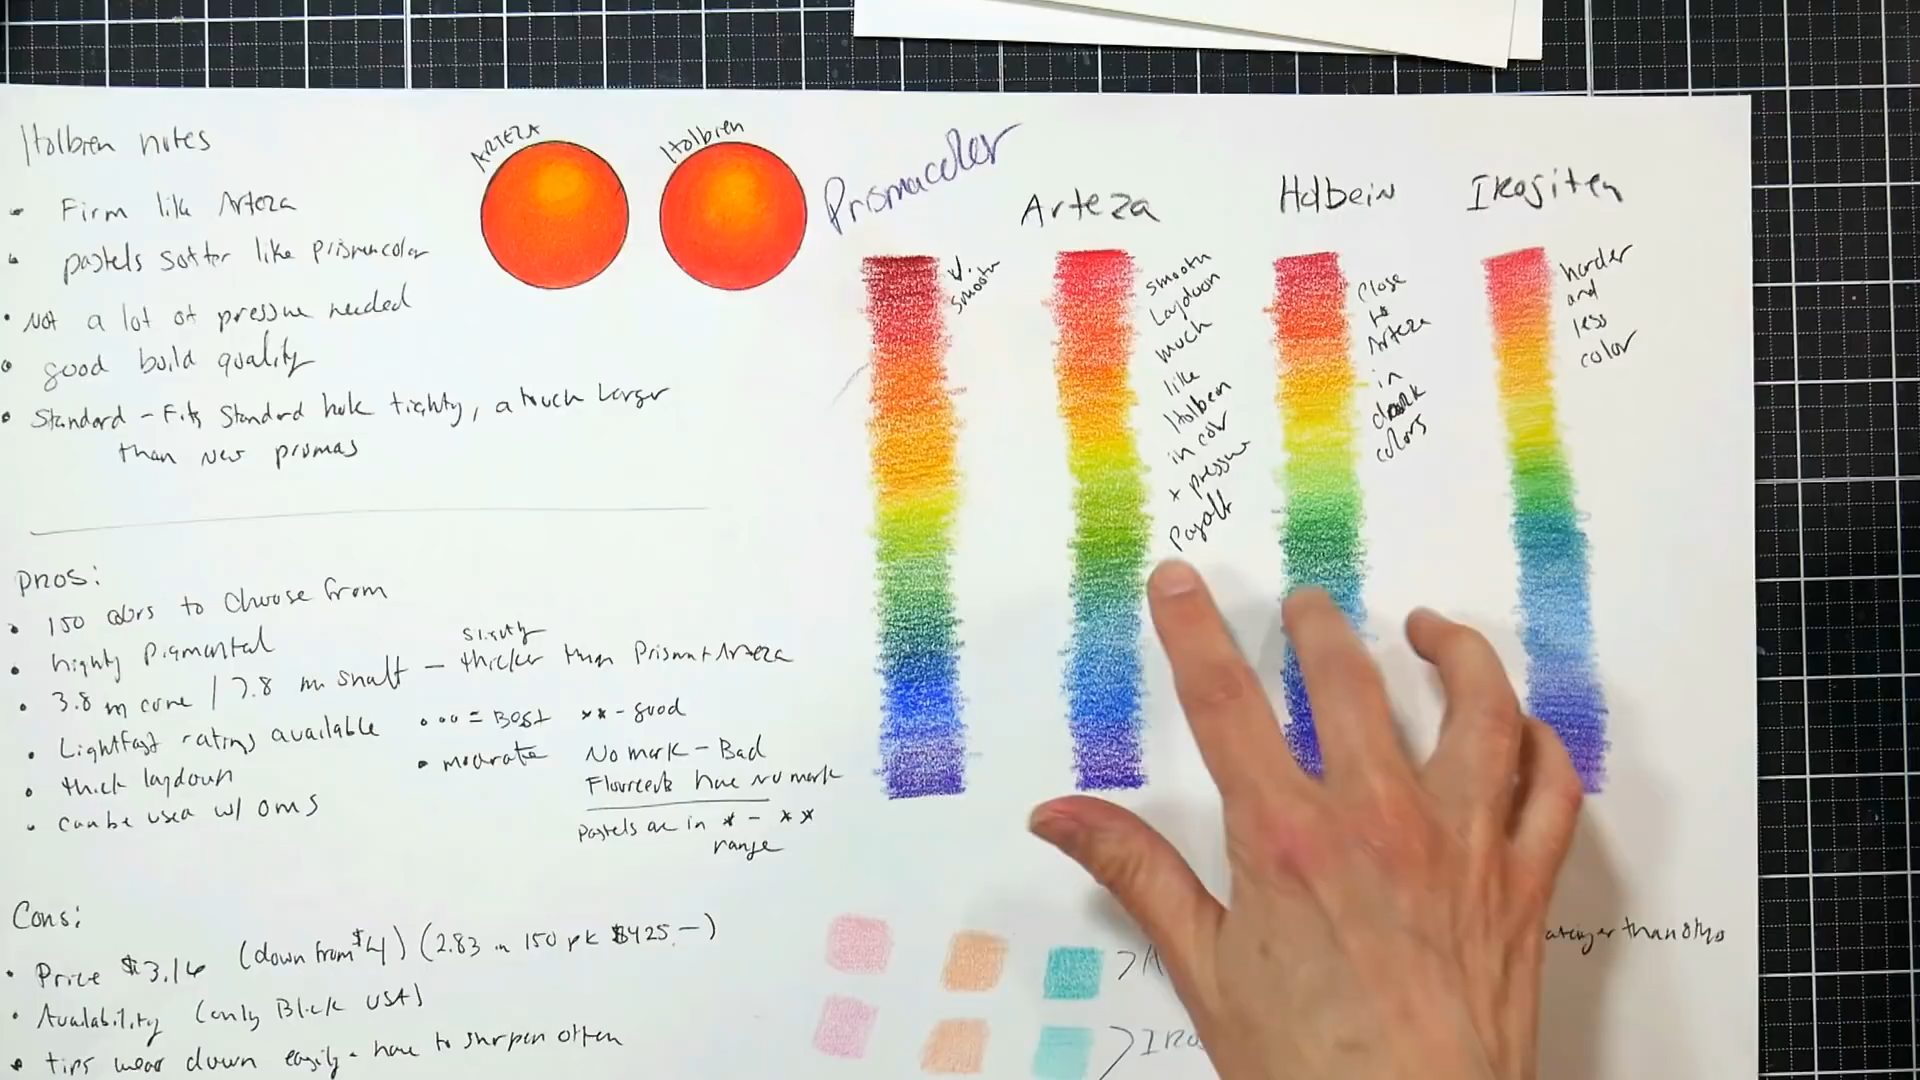 Holbien notes
- Firm like Arteza
- pastels softer like prismacolor
• Not a lot of pressure needed
• good build quality
• Standard - Fits Standard hole tightly, a touch larger
than new prismas
Pros:
• 150 colors to choose from
• highly pigmented
• 3.8 m core / 7.8 m shaft - slightly thicker than Prisma + Arteza
• Lightfast ratings available
• thick laydown
• can be used w/ oms
••• = Best ** - good
• moderate No mark - Bad
have no mark
Pastels are in * - **
range
Cons:
• Price $3.16 (down from $4) (2.83 in 150 pk $425.-)
• Availability (only Blick USA)
• tips wear down easily - have to sharpen often
ARTEZA
Holbien
Prismacolor
V.
smooth
Arteza
smooth
laydown
much
like
Holben
in color
+ pressure
Payoff
Holbein
close
to
Arteza
in
dark
colors
Irojiten
harder
and
less
color